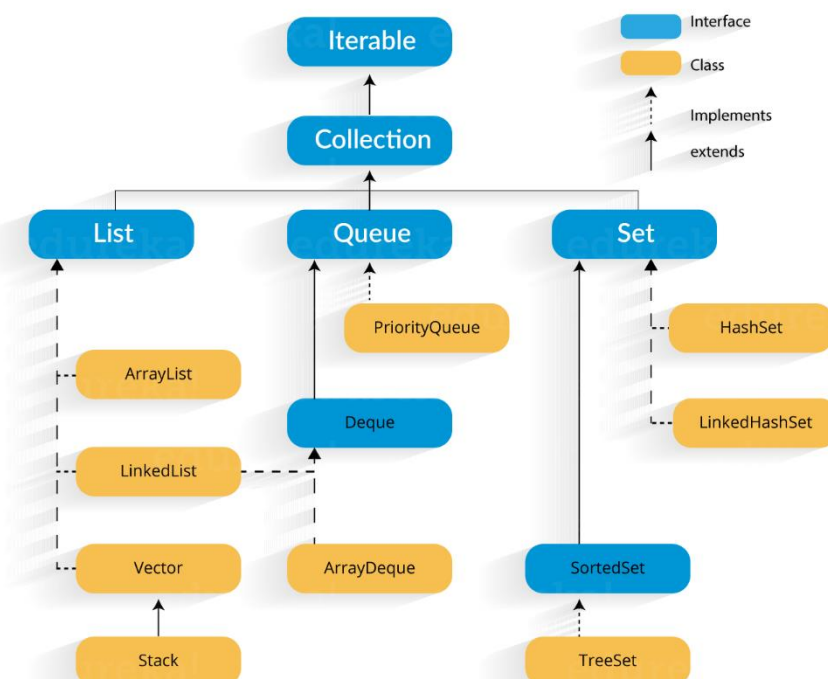 Iterable
Interface
Class
Collection
Implements
extends
List
Queue
Set
PriorityQueue
HashSet
ArrayList
Deque
LinkedHashSet
LinkedList
Vector
ArrayDeque
SortedSet
Stack
TreeSet